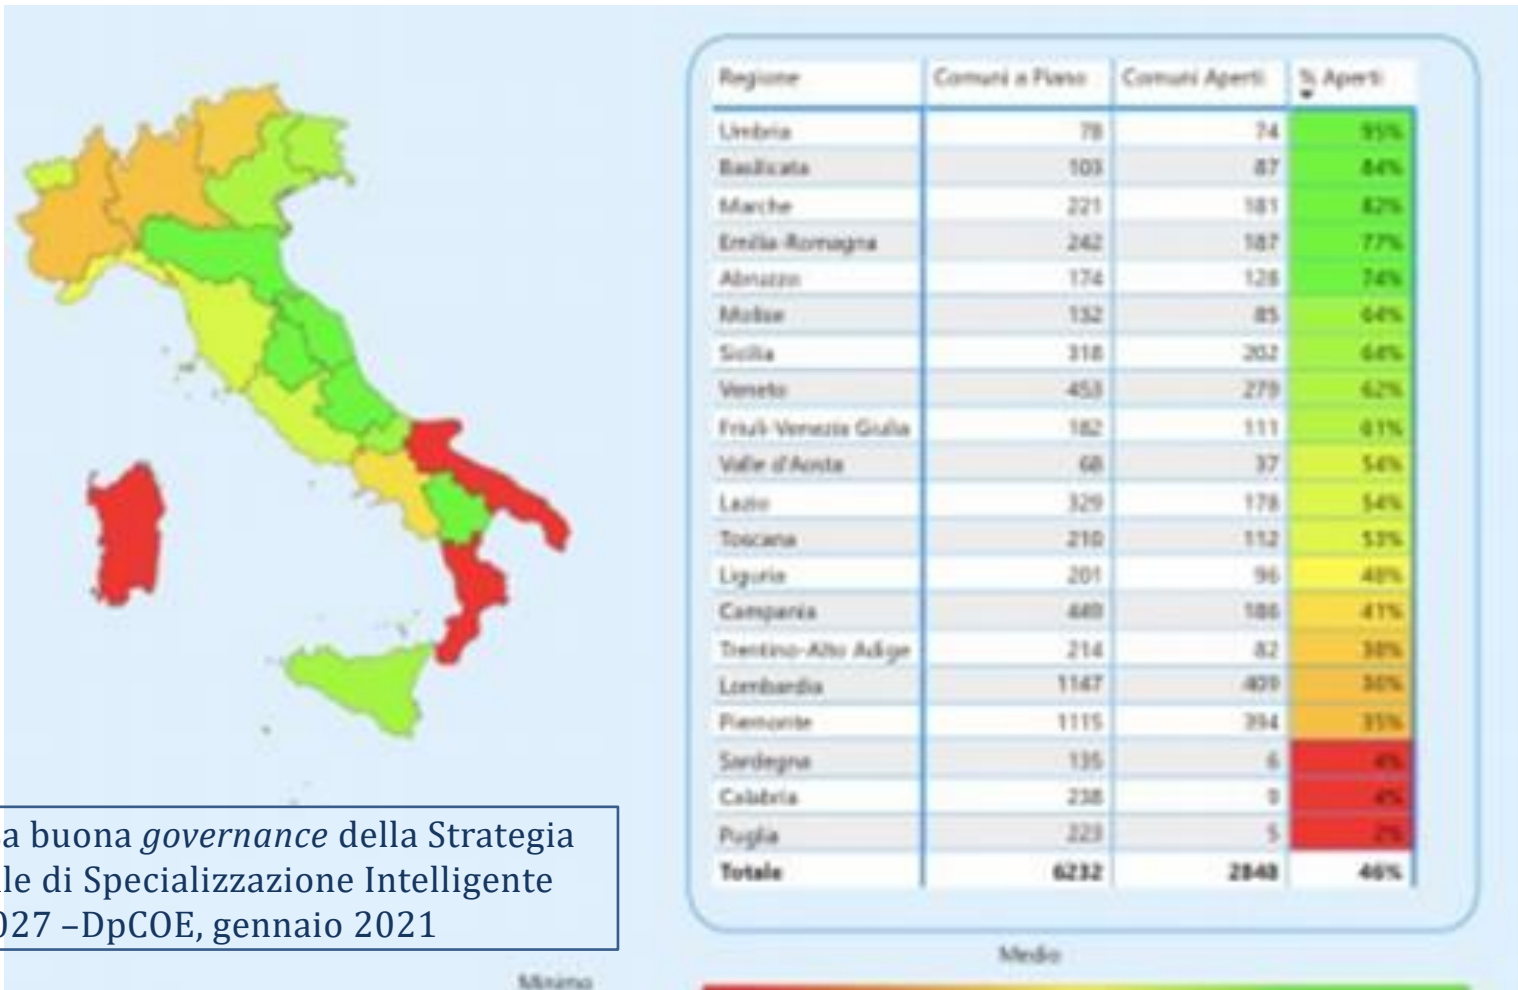 Regione Comuni a Piano Comuni Aperti % Aperti
Umbria 78 74 95%
Basilicata 103 87 84%
Marche 221 181 82%
Emilia-Romagna 242 187 77%
Abruzzo 174 128 74%
Molise 132 85 64%
Sicilia 318 202 64%
Veneto 453 279 62%
Friuli-Venezia Giulia 182 111 61%
Valle d'Aosta 68 37 54%
Lazio 329 178 54%
Toscana 210 112 53%
Liguria 201 96 48%
Campania 449 186 41%
Trentino-Alto Adige 214 82 38%
Lombardia 1147 409 36%
Piemonte 1115 394 35%
Sardegna 135 6 4%
Calabria 238 9 4%
Puglia 223 5 2%
Totale 6232 2848 46%
a buona governance della Strategia
le di Specializzazione Intelligente
027 –DpCOE, gennaio 2021
Medio
Minimo